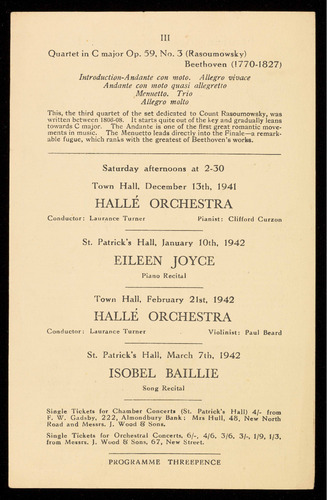 III
Quartet in C major Op. 59, No. 3 (Rasoumowsky)
Beethoven (1770-1827)
Introduction-Andante con moto. Allegro vivace
Andante con moto quasi allegretto
Menuetto. Trio
Allegro molto
This, the third quartet of the set dedicated to Count Rasoumowsky, was
written between 1806-08. It starts quite out of the key and gradually leans
towards C major. The Andante is one of the first great romantic move-
ments in music. The Menuetto leads directly into the Finale—a remark-
able fugue, which ranks with the greatest of Beethoven's works.
Saturday afternoons at 2-30
Town Hall, December 13th, 1941
HALLÉ ORCHESTRA
Conductor: Laurance Turner Pianist: Clifford Curzon
St. Patrick's Hall, January 10th, 1942
EILEEN JOYCE
Piano Recital
Town Hall, February 21st, 1942
HALLÉ ORCHESTRA
Conductor: Laurance Turner Violinist: Paul Beard
St. Patrick's Hall, March 7th, 1942
ISOBEL BAILLIE
Song Recital
Single Tickets for Chamber Concerts (St. Patrick's Hall) 4/- from
F. W. Gadsby, 222, Almondbury Bank: Mrs Hull, 48, New North
Road and Messrs. J. Wood & Sons.
Single Tickets for Orchestral Concerts, 6/-, 4/6, 3/6, 3/-, 1/9, 1/3,
from Messrs. J. Wood & Sons, 67, New Street.
PROGRAMME THREEPENCE